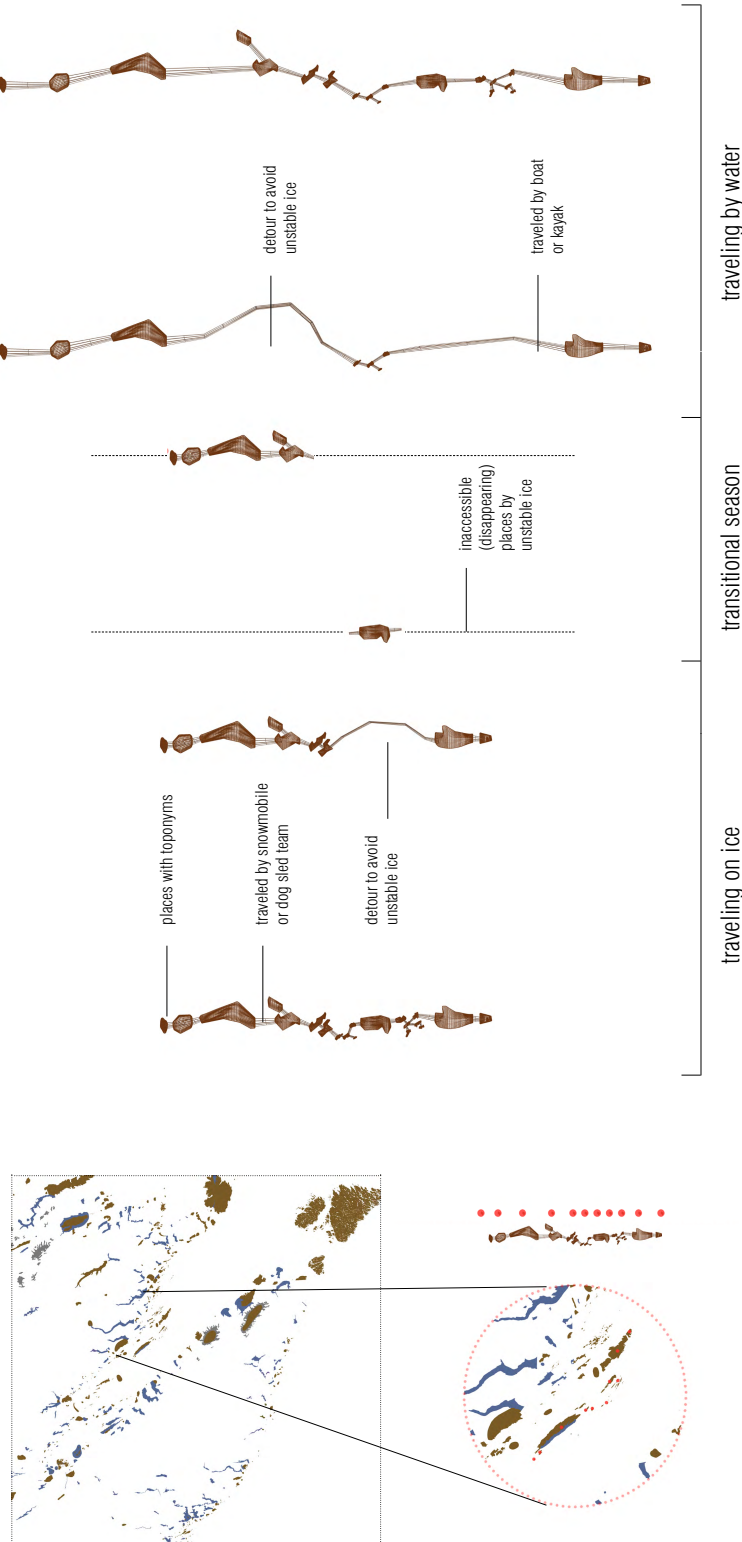 places with toponyms
traveled by snowmobile
or dog sled team
detour to avoid
unstable ice
inaccessible
(disappearing)
places by
unstable ice
detour to avoid
unstable ice
traveled by boat
or kayak
traveling on ice
transitional season
traveling by water